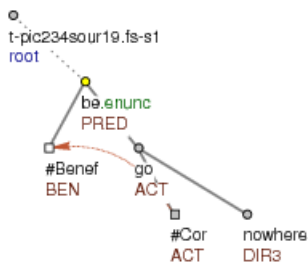 t-pic234sour19.fs-s1
root
be.enunc
PRED
#Benef
BEN
go
ACT
#Cor
ACT
nowhere
DIR3